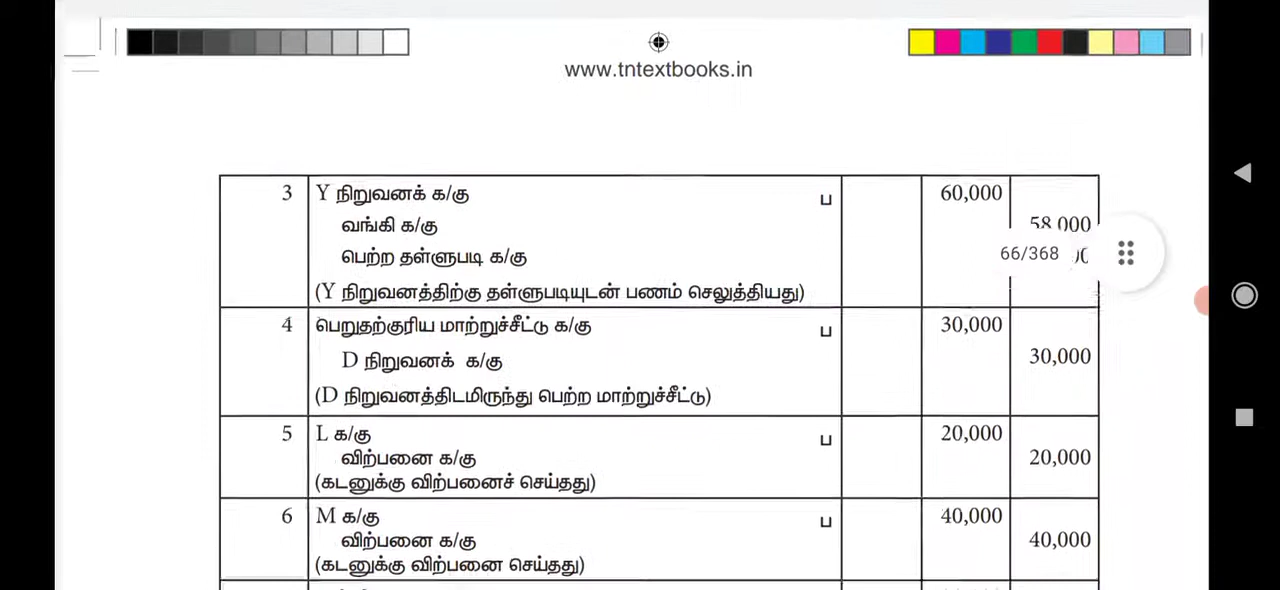 www.tntextbooks.in
3 Y நிறுவனக் க/கு ப 60,000
வங்கி க/கு 58,000
பெற்ற தள்ளுபடி க/கு
66/368
(Y நிறுவனத்திற்கு தள்ளுபடியுடன் பணம் செலுத்தியது)
4 பெறுதற்குரிய மாற்றுச்சீட்டு க/கு ப 30,000
D நிறுவனக் க/கு 30,000
(D நிறுவனத்திடமிருந்து பெற்ற மாற்றுச்சீட்டு)
5 L க/கு ப 20,000
விற்பனை க/கு 20,000
(கடனுக்கு விற்பனைச் செய்தது)
6 M க/கு ப 40,000
விற்பனை க/கு 40,000
(கடனுக்கு விற்பனை செய்தது)